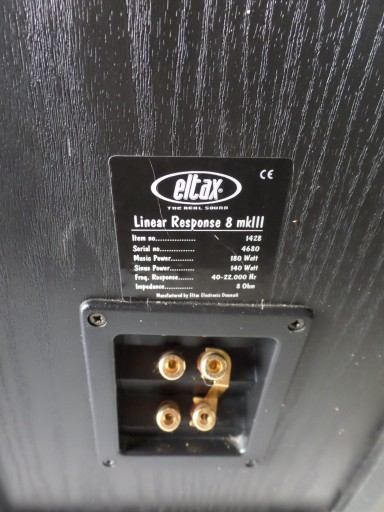 CE
eltax
THE REAL SOUND
Linear Response 8 mkIII
Item no................ 1428
Serial no.............. 4680
Music Power......... 180 Watt
Sinus Power.......... 140 Watt
Freq. Response...... 40-22.000 Hz
Impedance............ 8 Ohm
Manufactured by Eltax Electronic Denmark